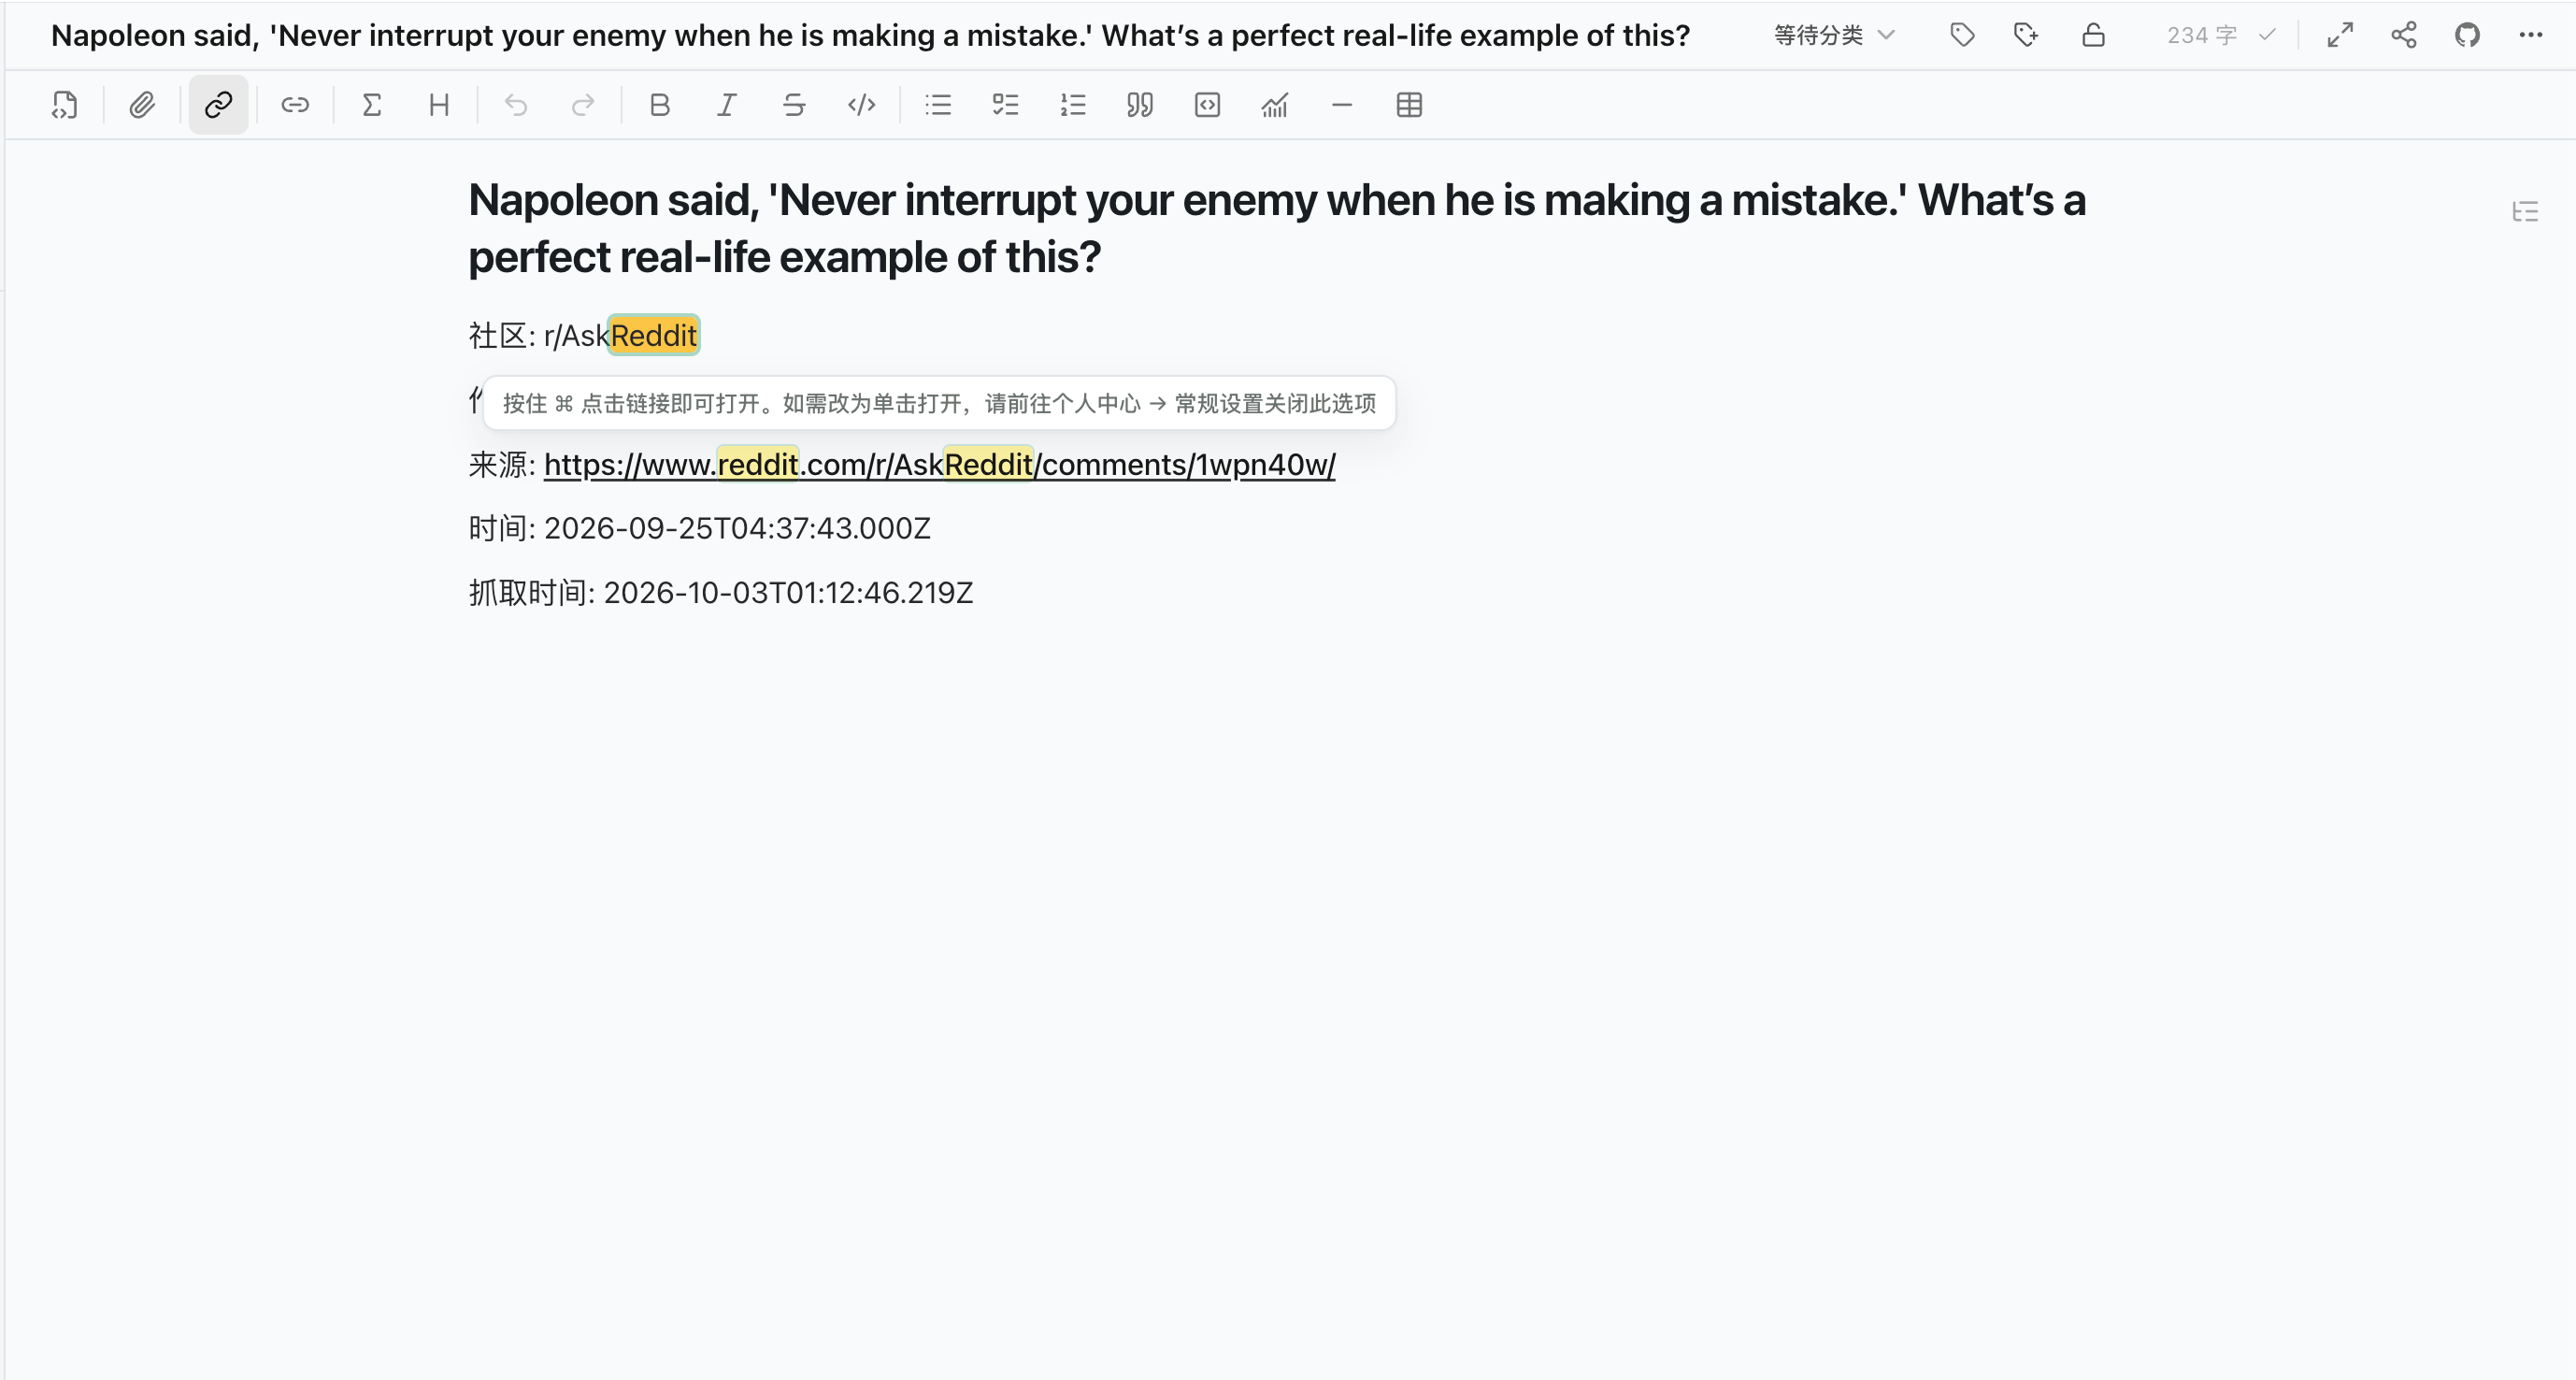 Napoleon said, 'Never interrupt your enemy when he is making a mistake.' What’s a perfect real-life example of this?
等待分类
234 字
Napoleon said, 'Never interrupt your enemy when he is making a mistake.' What’s a
perfect real-life example of this?
社区: r/AskReddit
按住 ⌘ 点击链接即可打开。如需改为单击打开，请前往个人中心 → 常规设置关闭此选项
来源: https://www.reddit.com/r/AskReddit/comments/1wpn40w/
时间: 2026-09-25T04:37:43.000Z
抓取时间: 2026-10-03T01:12:46.219Z